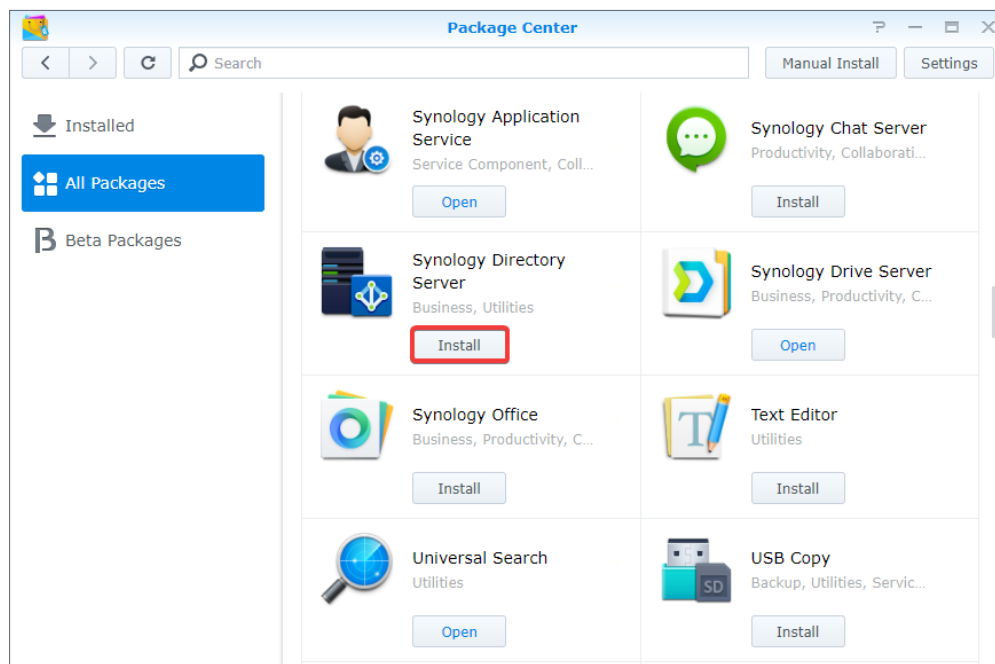 Package Center
Search
Manual Install
Settings
Installed
All Packages
Beta Packages
Synology Application
Service
Service Component, Coll...
Open
Synology Chat Server
Productivity, Collaborati...
Install
Synology Directory
Server
Business, Utilities
Install
Synology Drive Server
Business, Productivity, C...
Open
Synology Office
Business, Productivity, C...
Install
T
Text Editor
Utilities
Install
Universal Search
Utilities
Open
SD
USB Copy
Backup, Utilities, Servic...
Install